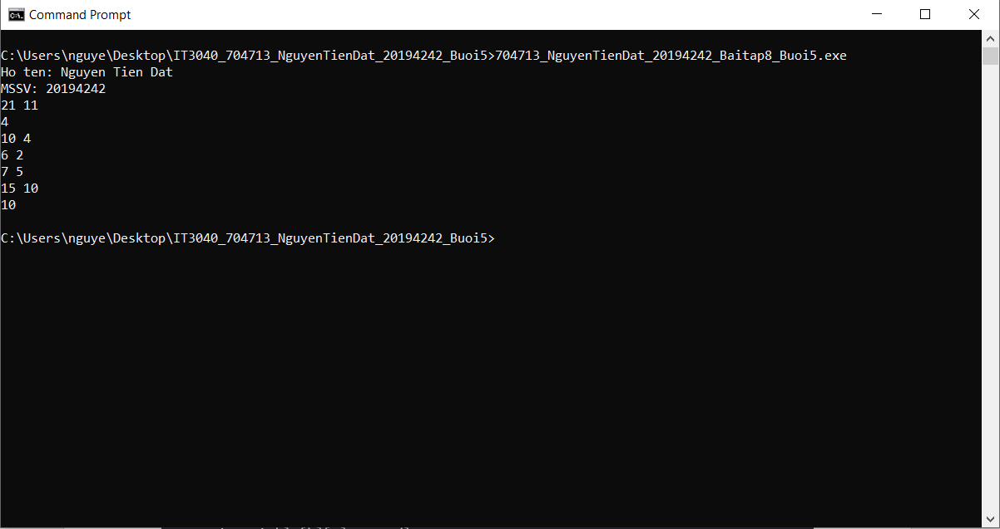 Command Prompt
C:\Users\nguye\Desktop\IT3040_704713_NguyenTienDat_20194242_Buoi5>704713_NguyenTienDat_20194242_Baitap8_Buoi5.exe
Ho ten: Nguyen Tien Dat
MSSV: 20194242
21 11
4
10 4
6 2
7 5
15 10
10
C:\Users\nguye\Desktop\IT3040_704713_NguyenTienDat_20194242_Buoi5>